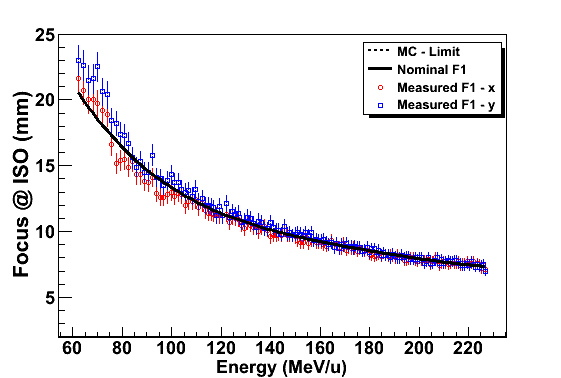 25
20
15
10
5
60 80 100 120 140 160 180 200 220
Focus @ ISO (mm)
Energy (MeV/u)
MC - Limit
Nominal F1
Measured F1 - x
Measured F1 - y